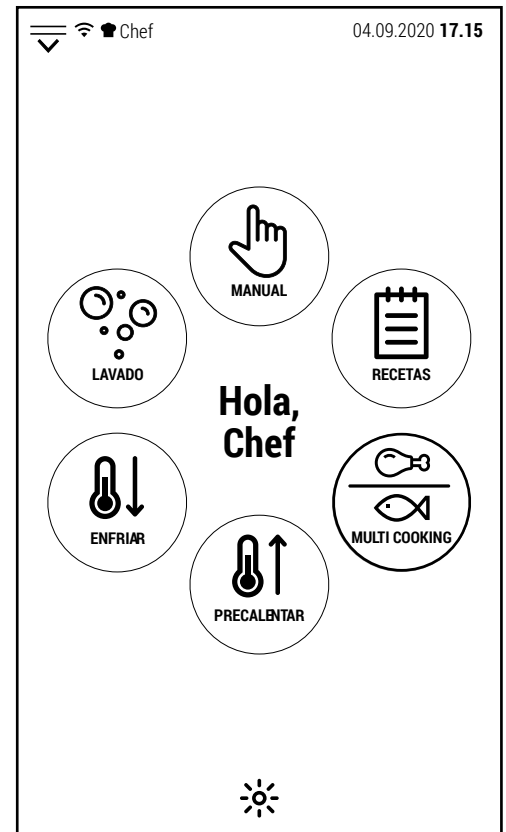 Chef
04.09.2020 17.15
MANUAL
LAVADO
RECETAS
Hola,
Chef
ENFRIAR
MULTI COOKING
PRECALENTAR